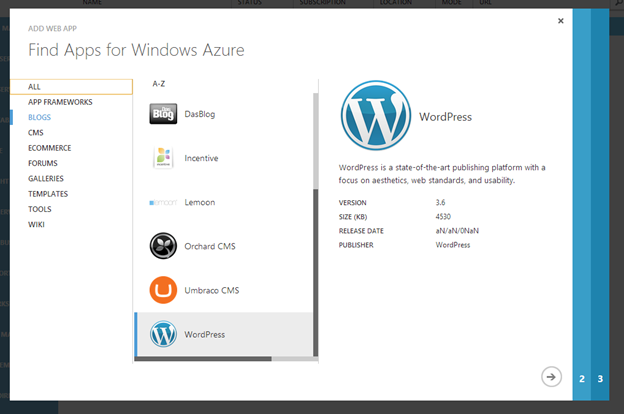 NAME STATUS SUBSCRIPTION LOCATION MODE URL
ADD WEB APP
Find Apps for Windows Azure
ALL
APP FRAMEWORKS
BLOGS
CMS
ECOMMERCE
FORUMS
GALLERIES
TEMPLATES
TOOLS
WIKI
A-Z
DasBlog
Incentive
Lemoon
Orchard CMS
Umbraco CMS
WordPress
WordPress
WordPress is a state-of-the-art publishing platform with a
focus on aesthetics, web standards, and usability.
VERSION 3.6
SIZE (KB) 4530
RELEASE DATE aN/aN/0NaN
PUBLISHER WordPress
2 3